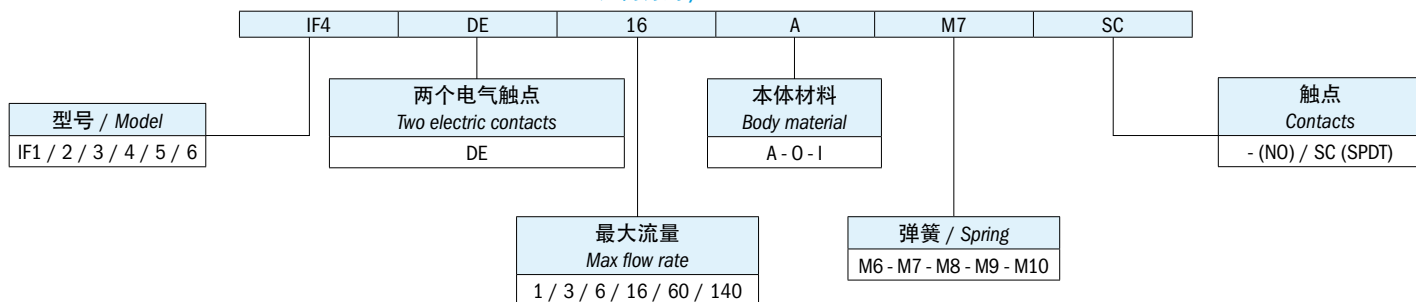 IF4 DE 16 A M7 SC
型号 / Model
IF1 / 2 / 3 / 4 / 5 / 6
两个电气触点
Two electric contacts
DE
本体材料
Body material
A - O - I
触点
Contacts
- (NO) / SC (SPDT)
最大流量
Max flow rate
1 / 3 / 6 / 16 / 60 / 140
弹簧 / Spring
M6 - M7 - M8 - M9 - M10